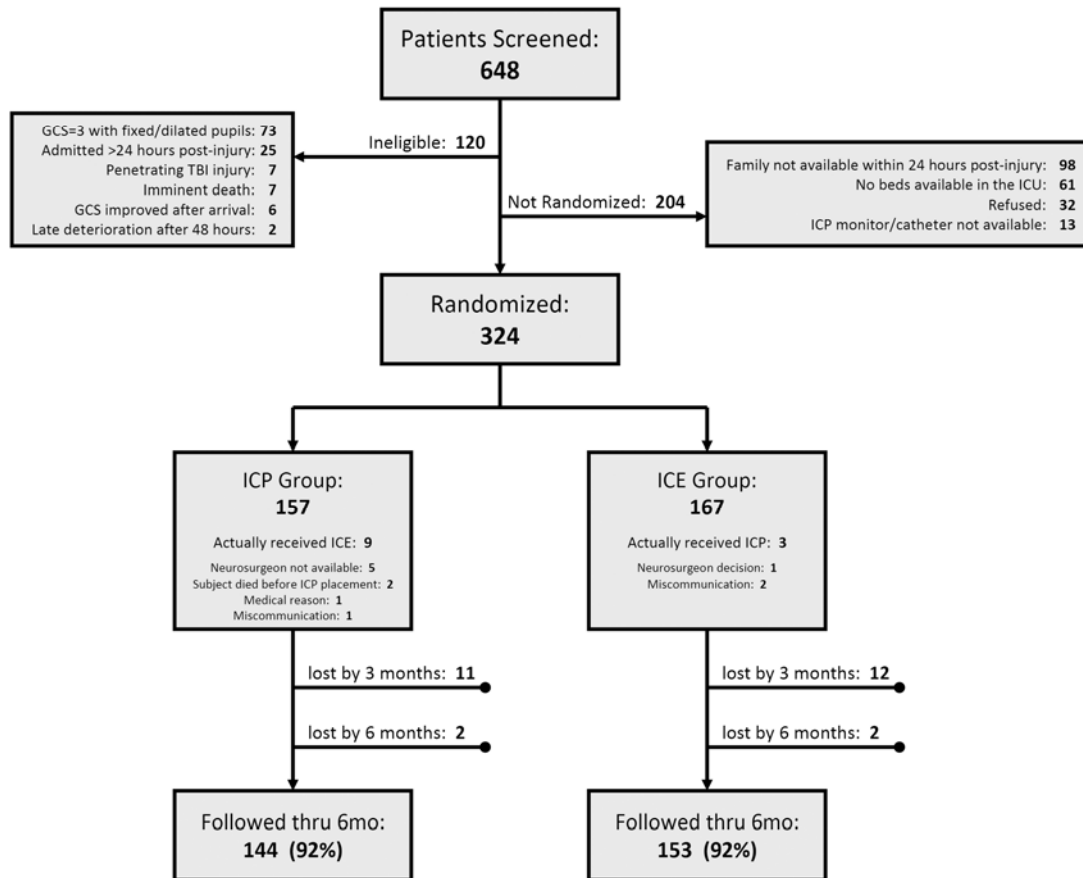 Patients Screened:
648
Ineligible: 120
GCS=3 with fixed/dilated pupils: 73
Admitted >24 hours post-injury: 25
Penetrating TBI injury: 7
Imminent death: 7
GCS improved after arrival: 6
Late deterioration after 48 hours: 2
Not Randomized: 204
Family not available within 24 hours post-injury: 98
No beds available in the ICU: 61
Refused: 32
ICP monitor/catheter not available: 13
Randomized:
324
ICP Group:
157
Actually received ICE: 9
Neurosurgeon not available: 5
Subject died before ICP placement: 2
Medical reason: 1
Miscommunication: 1
lost by 3 months: 11
lost by 6 months: 2
Followed thru 6mo:
144 (92%)
ICE Group:
167
Actually received ICP: 3
Neurosurgeon decision: 1
Miscommunication: 2
lost by 3 months: 12
lost by 6 months: 2
Followed thru 6mo:
153 (92%)